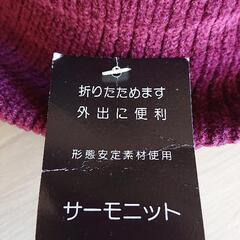 折りたためます
外出に便利
形態安定素材使用
サーモニット